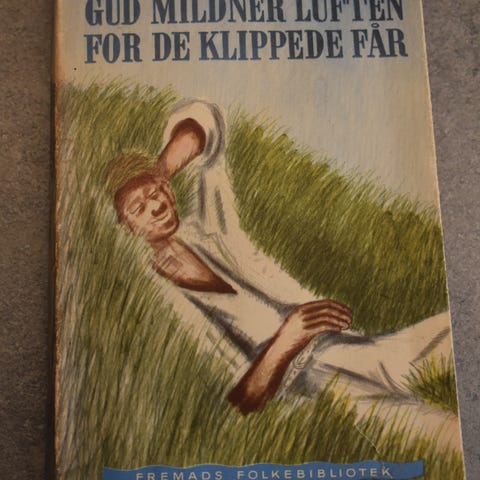 GUD MILDNER LUFTEN
FOR DE KLIPPEDE FÅR
FREMADS FOLKEBIBLIOTEK